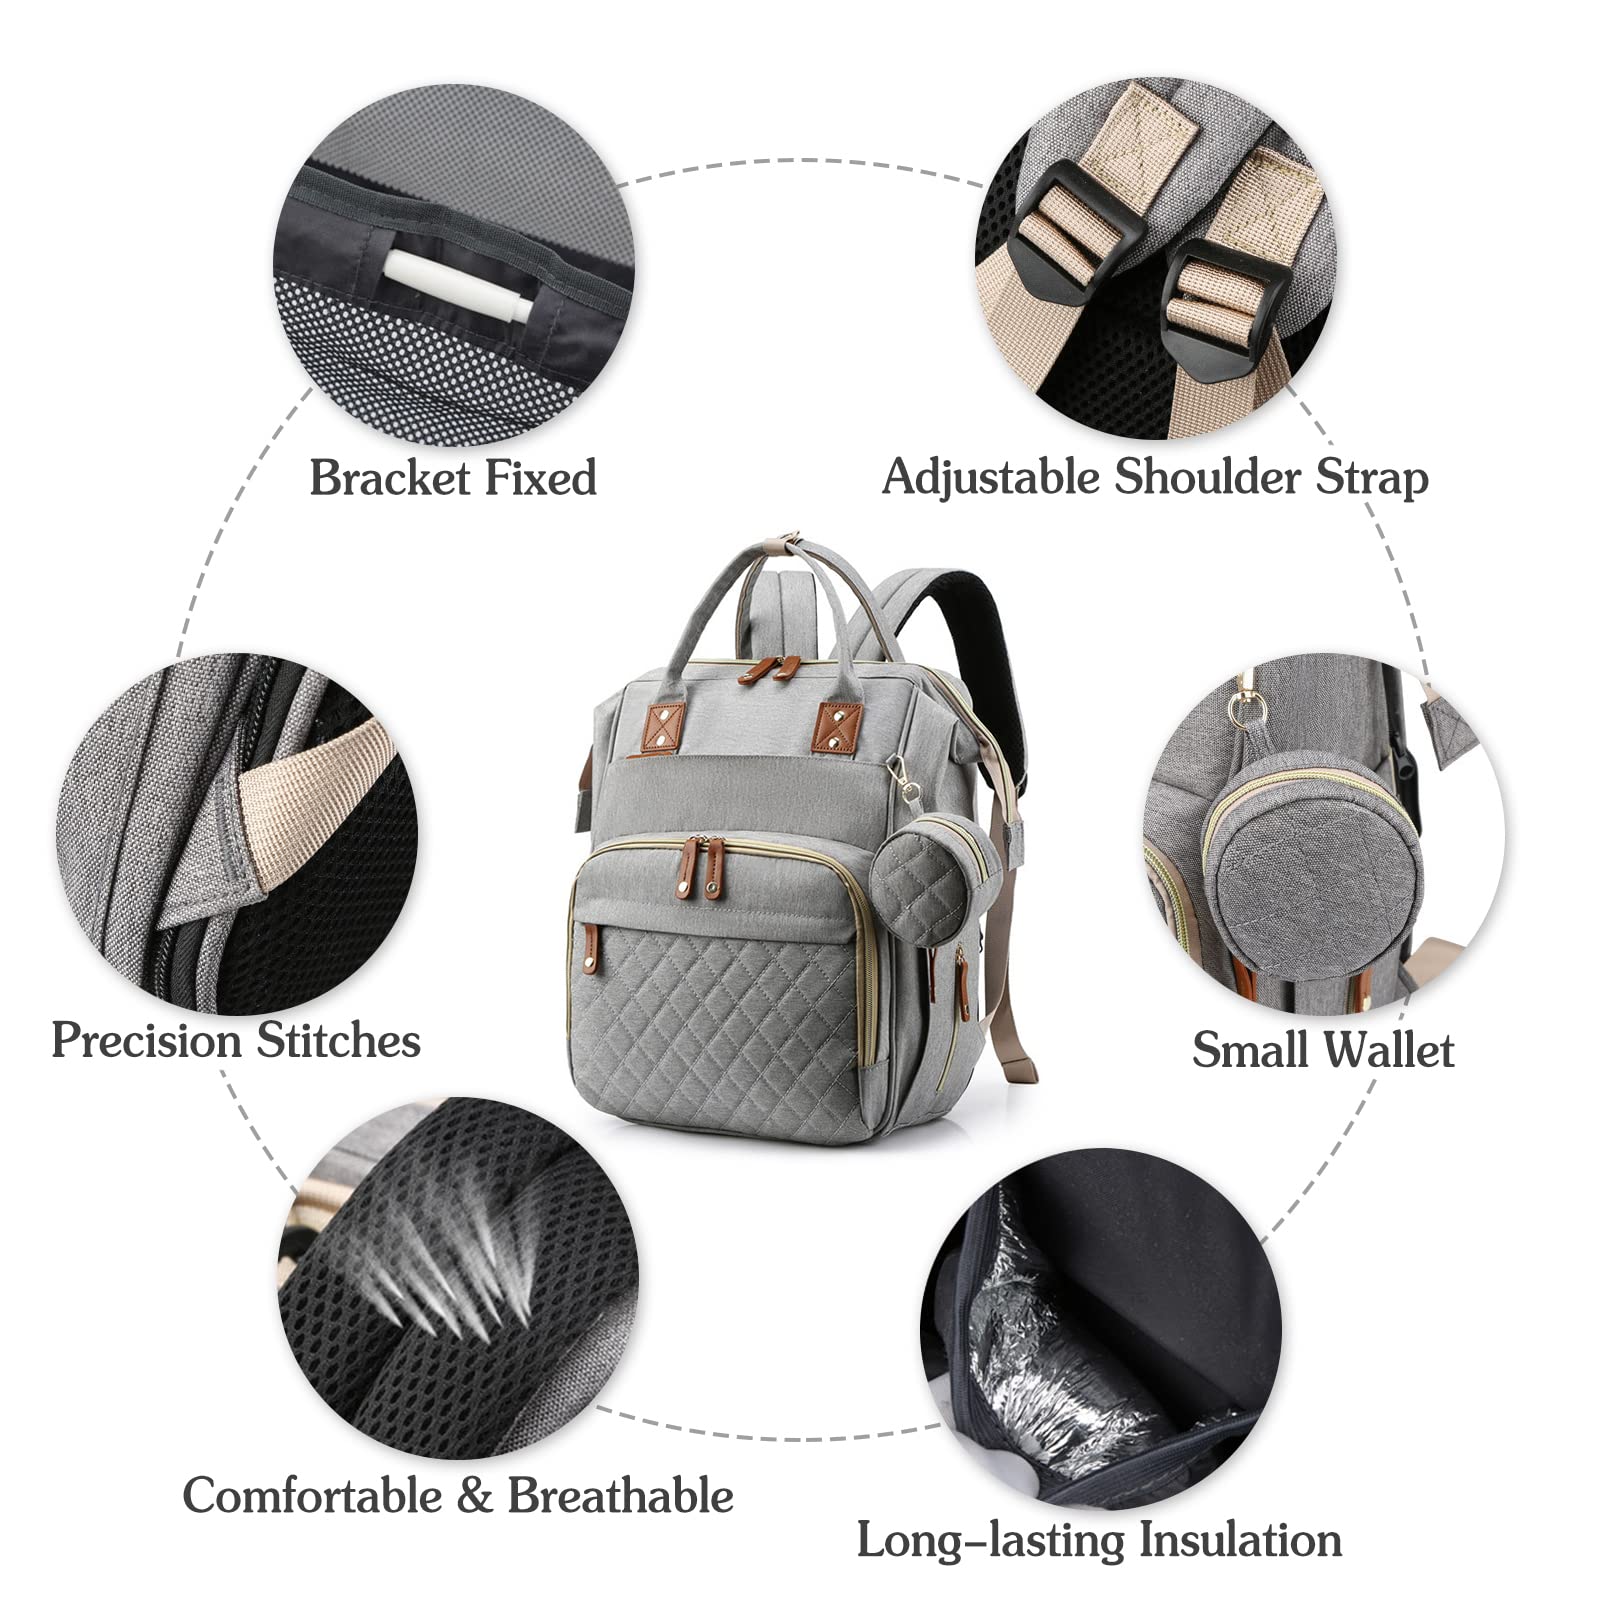 Bracket Fixed
Adjustable Shoulder Strap
Precision Stitches
Small Wallet
Comfortable & Breathable
Long-lasting Insulation